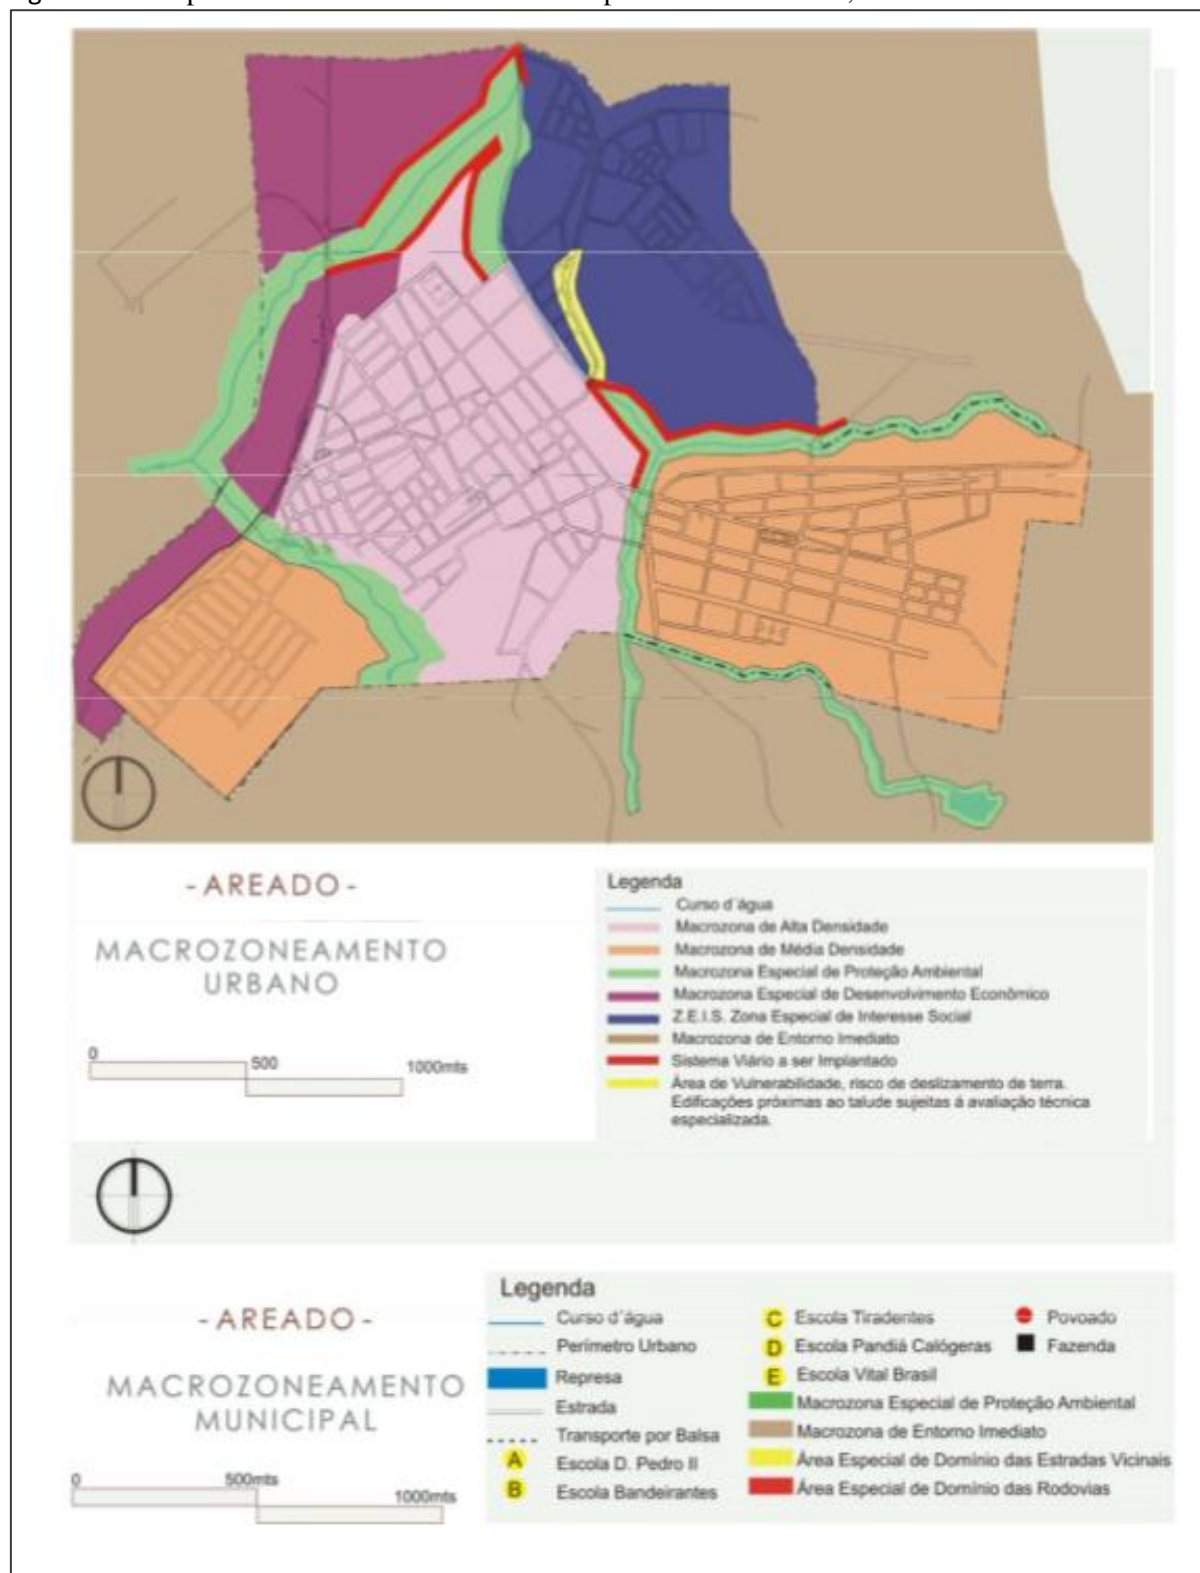 - AREADO -
MACROZONEAMENTO
URBANO
0
500
1000mts
Legenda
Curso d´água
Macrozona de Alta Densidade
Macrozona de Média Densidade
Macrozona Especial de Proteção Ambiental
Macrozona Especial de Desenvolvimento Econômico
Z.E.I.S. Zona Especial de Interesse Social
Macrozona de Entorno Imediato
Sistema Viário a ser Implantado
Área de Vulnerabilidade, risco de deslizamento de terra.
Edificações próximas ao talude sujeitas á avaliação técnica
especializada.
- AREADO -
MACROZONEAMENTO
MUNICIPAL
0
500mts
1000mts
Legenda
Curso d´água
Perímetro Urbano
Represa
Estrada
Transporte por Balsa
A Escola D. Pedro II
B Escola Bandeirantes
C Escola Tiradentes
D Escola Pandiá Calógeras
E Escola Vital Brasil
Macrozona Especial de Proteção Ambiental
Macrozona de Entorno Imediato
Área Especial de Domínio das Estradas Vicinais
Área Especial de Domínio das Rodovias
Povoado
Fazenda